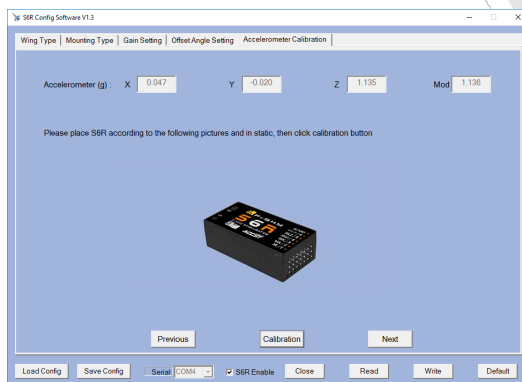 S6R Config Software V1.3
Wing Type | Mounting Type | Gain Setting | Offset Angle Setting | Accelerometer Calibration
Accelerometer (g) : X 0.047 Y -0.020 Z 1.135 Mod 1.136
Please place S6R according to the following pictures and in static, then click calibration button
S6R
Previous Calibration Next
Load Config Save Config Serial: COM4 S6R Enable Close Read Write Default